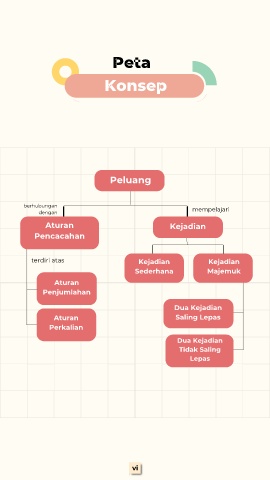 Peta
Konsep
Peluang
berhubungan
dengan
mempelajari
Aturan
Pencacahan
Kejadian
terdiri atas
Kejadian
Sederhana
Kejadian
Majemuk
Aturan
Penjumlahan
Aturan
Perkalian
Dua Kejadian
Saling Lepas
Dua Kejadian
Tidak Saling
Lepas
vi